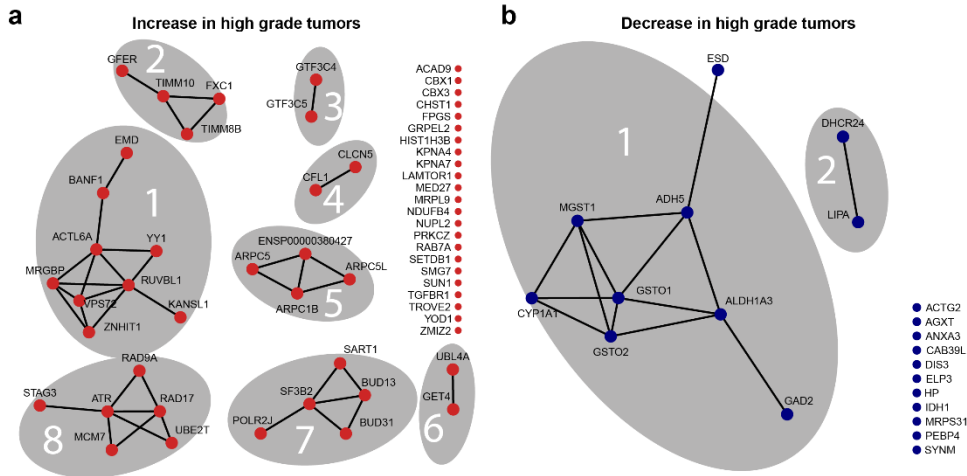 a
Increase in high grade tumors
2
GFER
TIMM10
FXC1
TIMM8B
GTF3C4
GTF3C5
3
EMD
BANF1
1
ACTL6A
YY1
MRGBP
RUVBL1
VPS72
KANSL1
ZNHIT1
CLCN5
CFL1
4
ENSP00000380427
ARPC5
ARPC5L
ARPC1B
5
RAD9A
STAG3
ATR
RAD17
MCM7
UBE2T
8
SART1
SF3B2
BUD13
POLR2J
BUD31
7
UBL4A
GET4
6
ACAD9
CBX1
CBX3
CHST1
FPGS
GRPEL2
HIST1H3B
KPNA4
KPNA7
LAMTOR1
MED27
MRPL9
NDUFB4
NUPL2
PRKCZ
RAB7A
SETDB1
SMG7
SUN1
TGFBR1
TROVE2
YOD1
ZMIZ2
b
Decrease in high grade tumors
ESD
1
MGST1
ADH5
GSTO1
CYP1A1
ALDH1A3
GSTO2
GAD2
DHCR24
2
LIPA
ACTG2
AGXT
ANXA3
CAB39L
DIS3
ELP3
HP
IDH1
MRPS31
PEBP4
SYNM